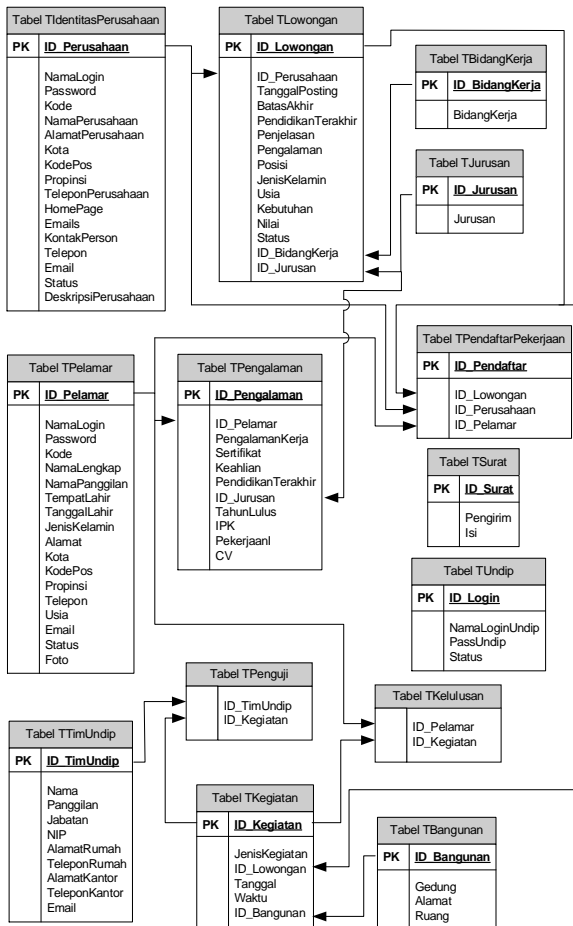 Tabel TIdentitasPerusahaan
PK ID_Perusahaan
NamaLogin
Password
Kode
NamaPerusahaan
AlamatPerusahaan
Kota
KodePos
Propinsi
TeleponPerusahaan
HomePage
Emails
KontakPerson
Telepon
Email
Status
DeskripsiPerusahaan
Tabel TLowongan
PK ID_Lowongan
ID_Perusahaan
TanggalPosting
BatasAkhir
PendidikanTerakhir
Penjelasan
Pengalaman
Posisi
JenisKelamin
Usia
Kebutuhan
Nilai
Status
ID_BidangKerja
ID_Jurusan
Tabel TBidangKerja
PK ID_BidangKerja
BidangKerja
Tabel TJurusan
PK ID_Jurusan
Jurusan
Tabel TPelamar
PK ID_Pelamar
NamaLogin
Password
Kode
NamaLengkap
NamaPanggilan
TempatLahir
TanggalLahir
JenisKelamin
Alamat
Kota
KodePos
Propinsi
Telepon
Usia
Email
Status
Foto
Tabel TPengalaman
PK ID_Pengalaman
ID_Pelamar
PengalamanKerja
Sertifikat
Keahlian
PendidikanTerakhir
ID_Jurusan
TahunLulus
IPK
PekerjaanI
CV
Tabel TPendaftarPekerjaan
PK ID_Pendaftar
ID_Lowongan
ID_Perusahaan
ID_Pelamar
Tabel TSurat
PK ID_Surat
Pengirim
Isi
Tabel TUndip
PK ID_Login
NamaLoginUndip
PassUndip
Status
Tabel TPenguji
ID_TimUndip
ID_Kegiatan
Tabel TKelulusan
ID_Pelamar
ID_Kegiatan
Tabel TTimUndip
PK ID_TimUndip
Nama
Panggilan
Jabatan
NIP
AlamatRumah
TeleponRumah
AlamatKantor
TeleponKantor
Email
Tabel TKegiatan
PK ID_Kegiatan
JenisKegiatan
ID_Lowongan
Tanggal
Waktu
ID_Bangunan
Tabel TBangunan
PK ID_Bangunan
Gedung
Alamat
Ruang